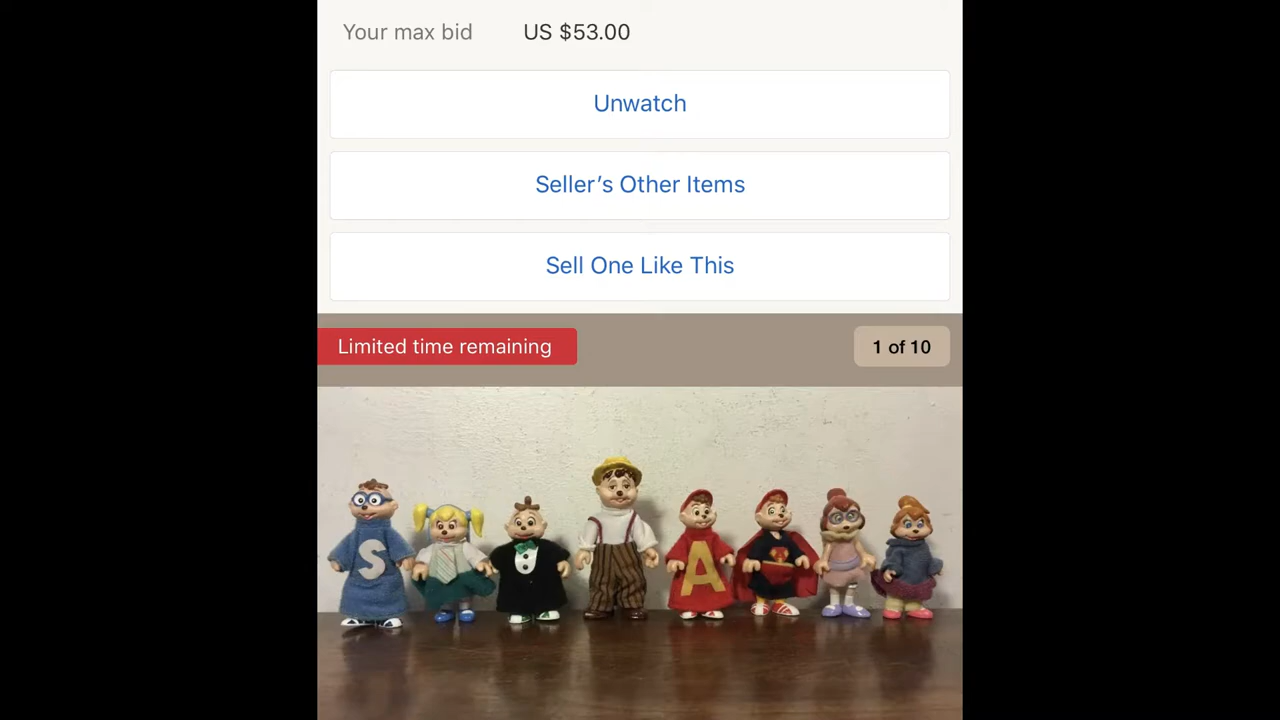 Your max bid US $53.00
Unwatch
Seller’s Other Items
Sell One Like This
Limited time remaining 1 of 10
S
A